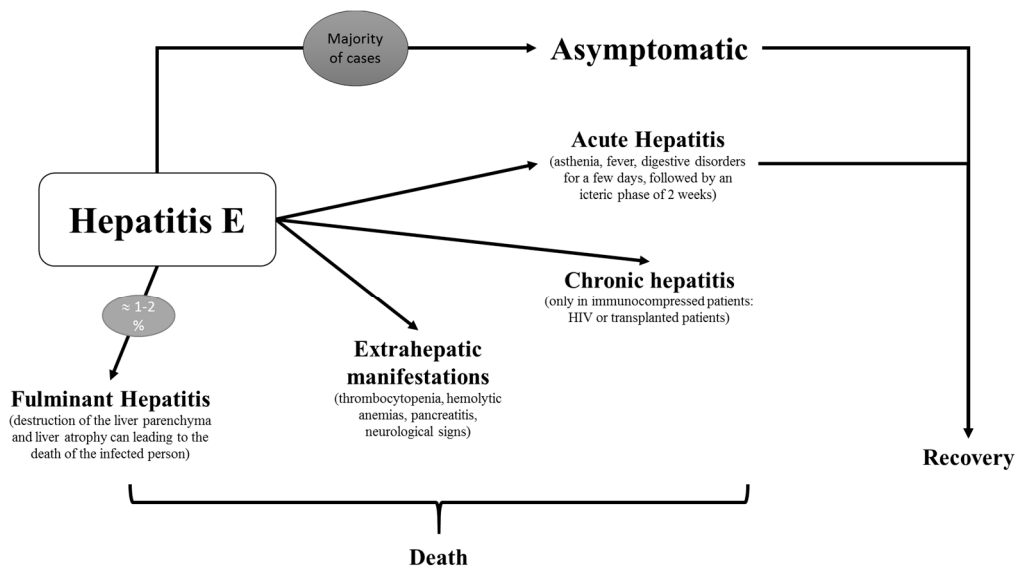 Majority
of cases
Asymptomatic
Acute Hepatitis
(asthenia, fever, digestive disorders
for a few days, followed by an
icteric phase of 2 weeks)
Hepatitis E
Chronic hepatitis
(only in immunocompressed patients:
HIV or transplanted patients)
≈ 1-2
%
Extrahepatic
manifestations
(thrombocytopenia, hemolytic
anemias, pancreatitis,
neurological signs)
Fulminant Hepatitis
(destruction of the liver parenchyma
and liver atrophy can leading to the
death of the infected person)
Recovery
Death